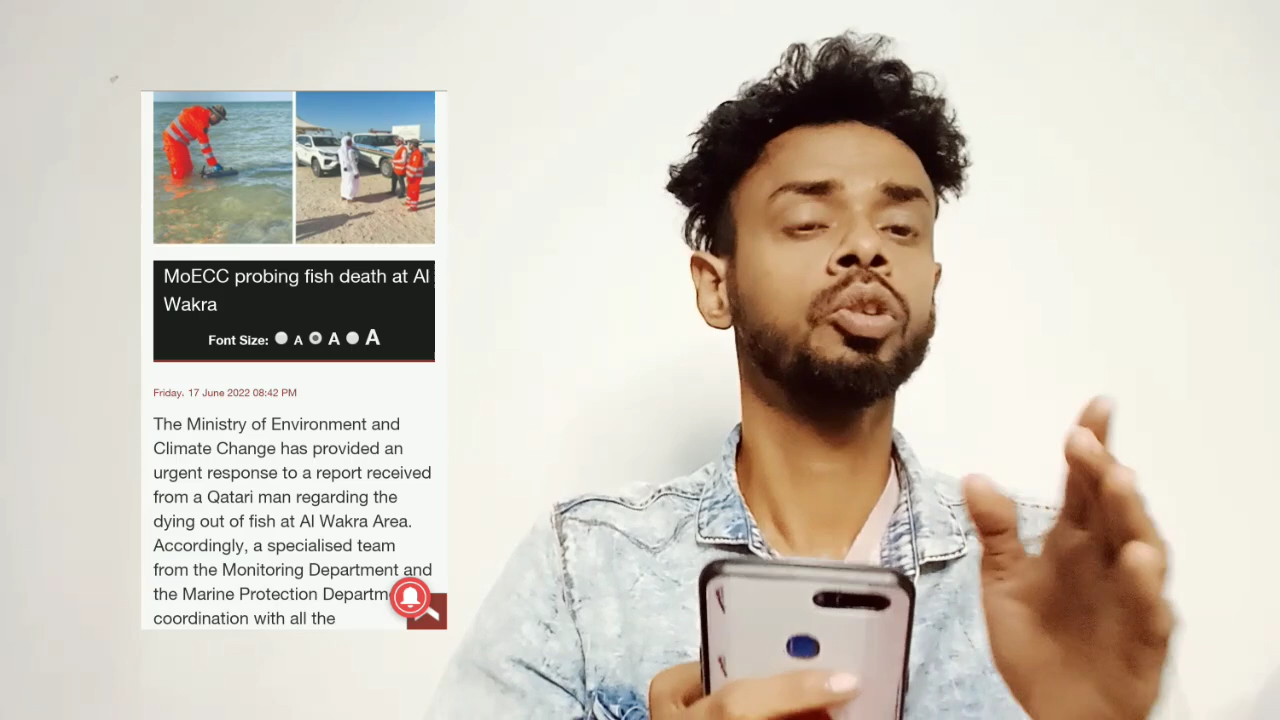 MoECC probing fish death at Al
Wakra
Font Size: A A A
Friday, 17 June 2022 08:42 PM
The Ministry of Environment and
Climate Change has provided an
urgent response to a report received
from a Qatari man regarding the
dying out of fish at Al Wakra Area.
Accordingly, a specialised team
from the Monitoring Department and
the Marine Protection Departm
coordination with all the